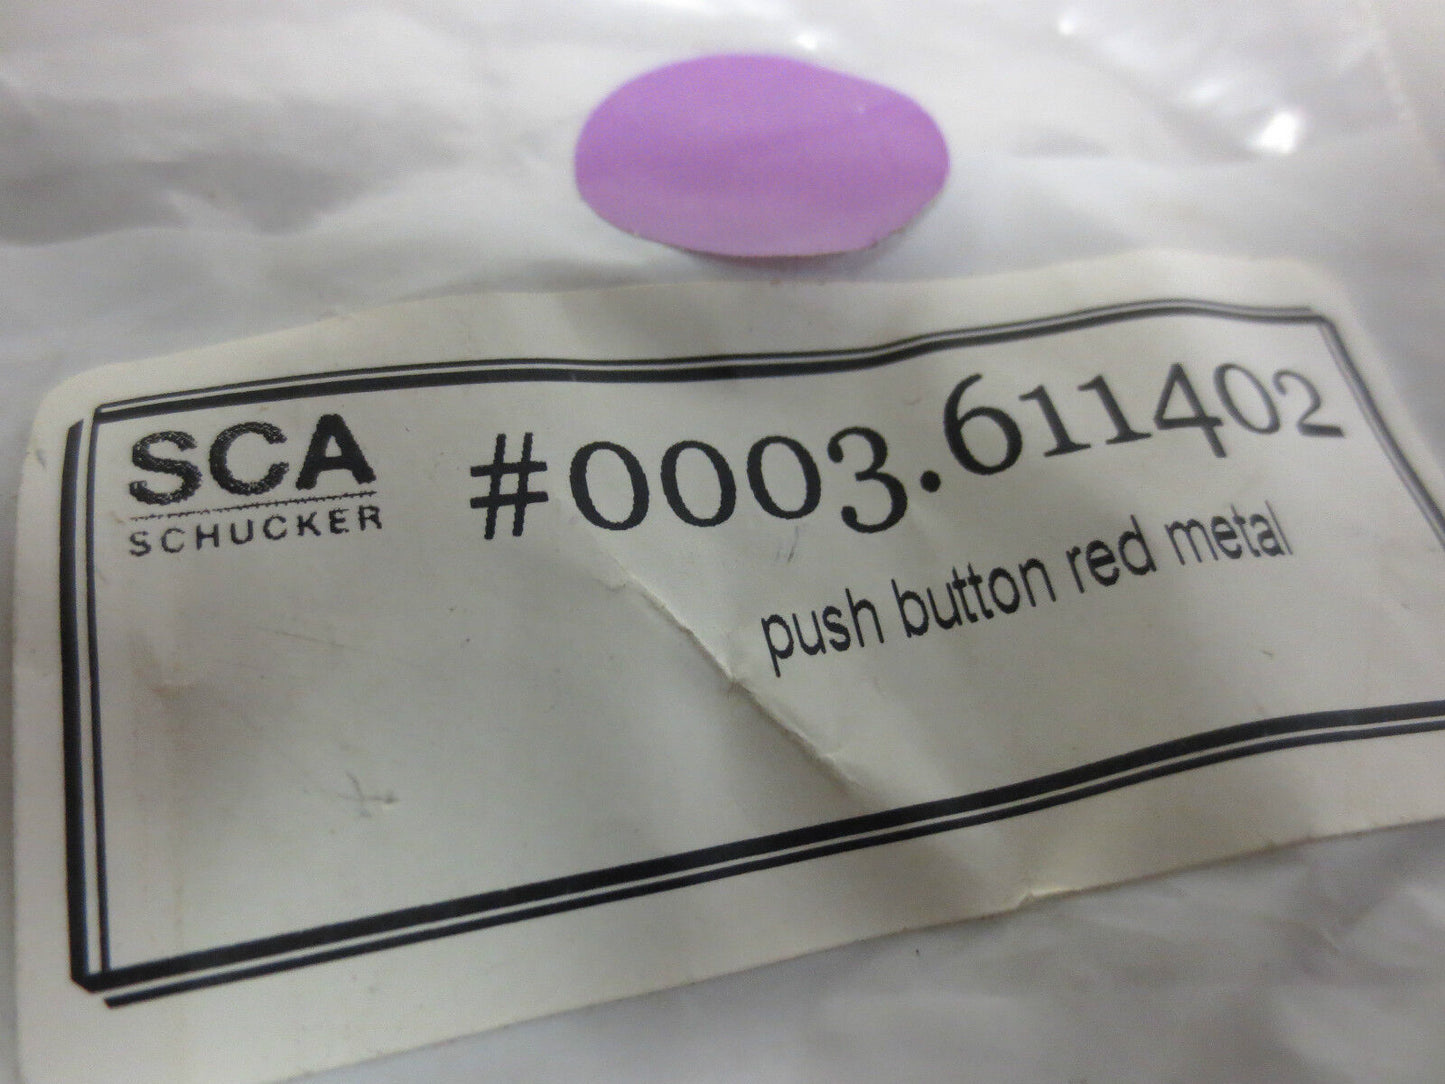 SCA
SCHUCKER
#0003.611402
push button red metal